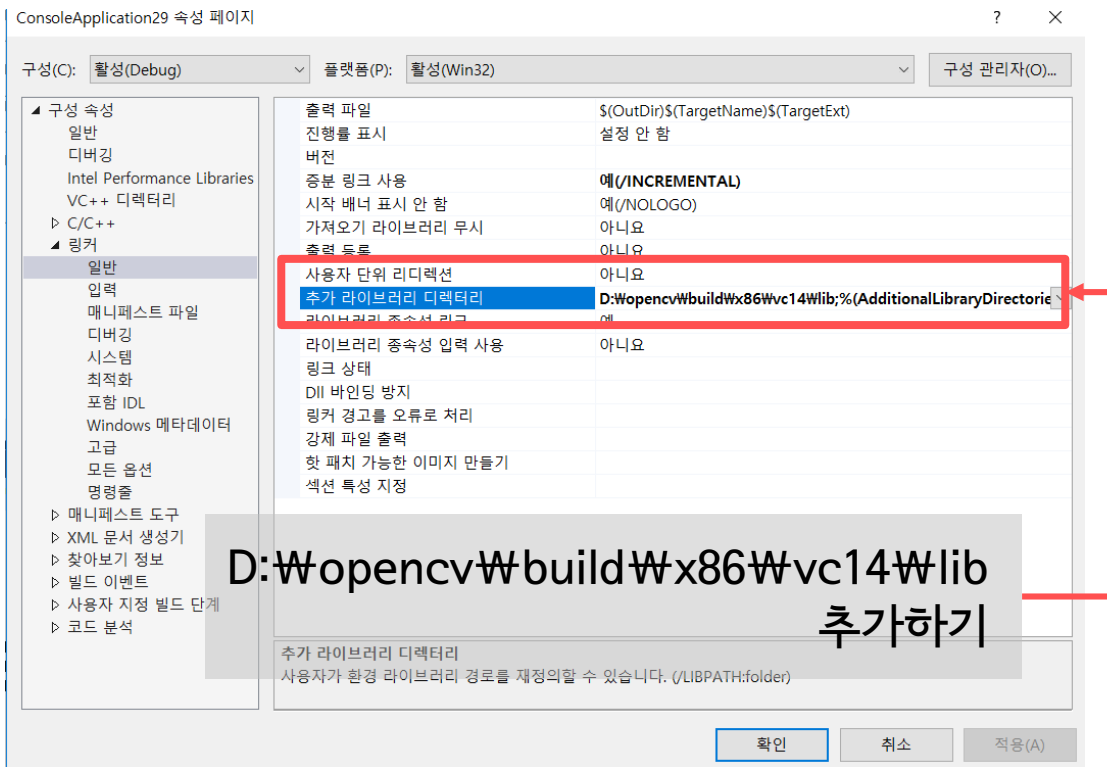 ConsoleApplication29 속성 페이지
구성(C): 활성(Debug) 플랫폼(P): 활성(Win32) 구성 관리자(O)...
구성 속성
일반
디버깅
Intel Performance Libraries
VC++ 디렉터리
C/C++
링커
일반
입력
매니페스트 파일
디버깅
시스템
최적화
포함 IDL
Windows 메타데이터
고급
모든 옵션
명령줄
매니페스트 도구
XML 문서 생성기
찾아보기 정보
빌드 이벤트
사용자 지정 빌드 단계
코드 분석
출력 파일 $(OutDir)$(TargetName)$(TargetExt)
진행률 표시 설정 안 함
버전
증분 링크 사용 예(/INCREMENTAL)
시작 배너 표시 안 함 예(/NOLOGO)
가져오기 라이브러리 무시 아니요
출력 등록 아니요
사용자 단위 리디렉션 아니요
추가 라이브러리 디렉터리 D:₩opencv₩build₩x86₩vc14₩lib;%(AdditionalLibraryDirectorie
라이브러리 종속성 링크 예
라이브러리 종속성 입력 사용 아니요
링크 상태
Dll 바인딩 방지
링커 경고를 오류로 처리
강제 파일 출력
핫 패치 가능한 이미지 만들기
섹션 특성 지정
D:₩opencv₩build₩x86₩vc14₩lib
추가하기
추가 라이브러리 디렉터리
사용자가 환경 라이브러리 경로를 재정의할 수 있습니다. (/LIBPATH:folder)
확인 취소 적용(A)